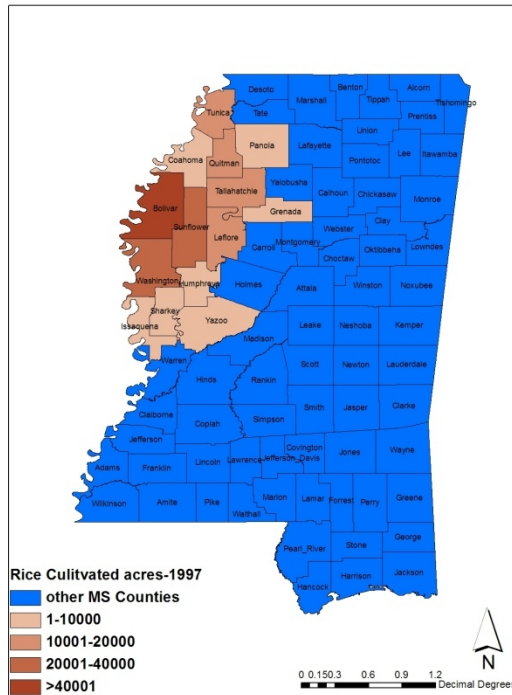 Desoto Marshall Benton Tippah Alcorn Tishomingo
Tunica Tate Prentiss
Panola Lafayette Union Lee Itawamba
Coahoma Quitman Pontotoc
Tallahatchie Yalobusha Calhoun Chickasaw Monroe
Bolivar Sunflower Grenada Clay
Leflore Carroll Montgomery Webster Lowndes
Choctaw Oktibbeha
Washington Humphreys Holmes Attala Winston Noxubee
Sharkey
Issaquena Yazoo Leake Neshoba Kemper
Madison
Warren Scott Newton Lauderdale
Hinds Rankin
Claiborne Copiah Simpson Smith Jasper Clarke
Jefferson
Adams Franklin Lincoln Lawrence Jefferson_Davis Covington Jones Wayne
Wilkinson Amite Pike Walthall Marion Lamar Forrest Perry Greene
Pearl_River Stone George
Hancock Harrison Jackson
Rice Culitvated acres-1997
other MS Counties
1-10000
10001-20000
20001-40000
>40001
N
0 0.15 0.3 0.6 0.9 1.2
Decimal Degrees